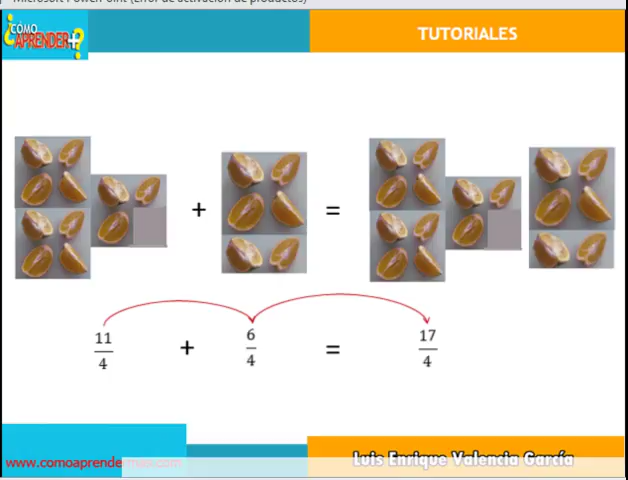 Microsoft PowerPoint (Error de activación de productos)
¿CÓMO
APRENDER+?
TUTORIALES
+ =
11/4 + 6/4 = 17/4
Luis Enrique Valencia García
www.comoaprendermas.com